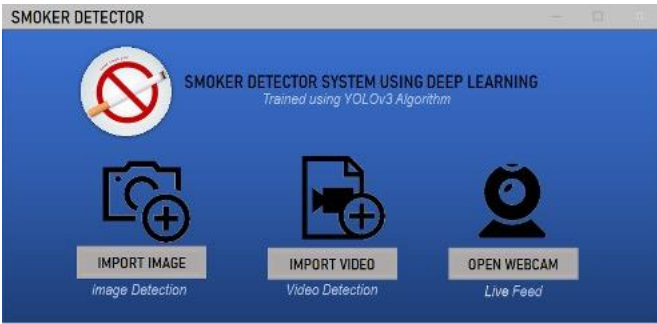 SMOKER DETECTOR
SMOKER DETECTOR SYSTEM USING DEEP LEARNING
Trained using YOLOv3 Algorithm
IMPORT IMAGE
IMPORT VIDEO
OPEN WEBCAM
Image Detection
Video Detection
Live Feed